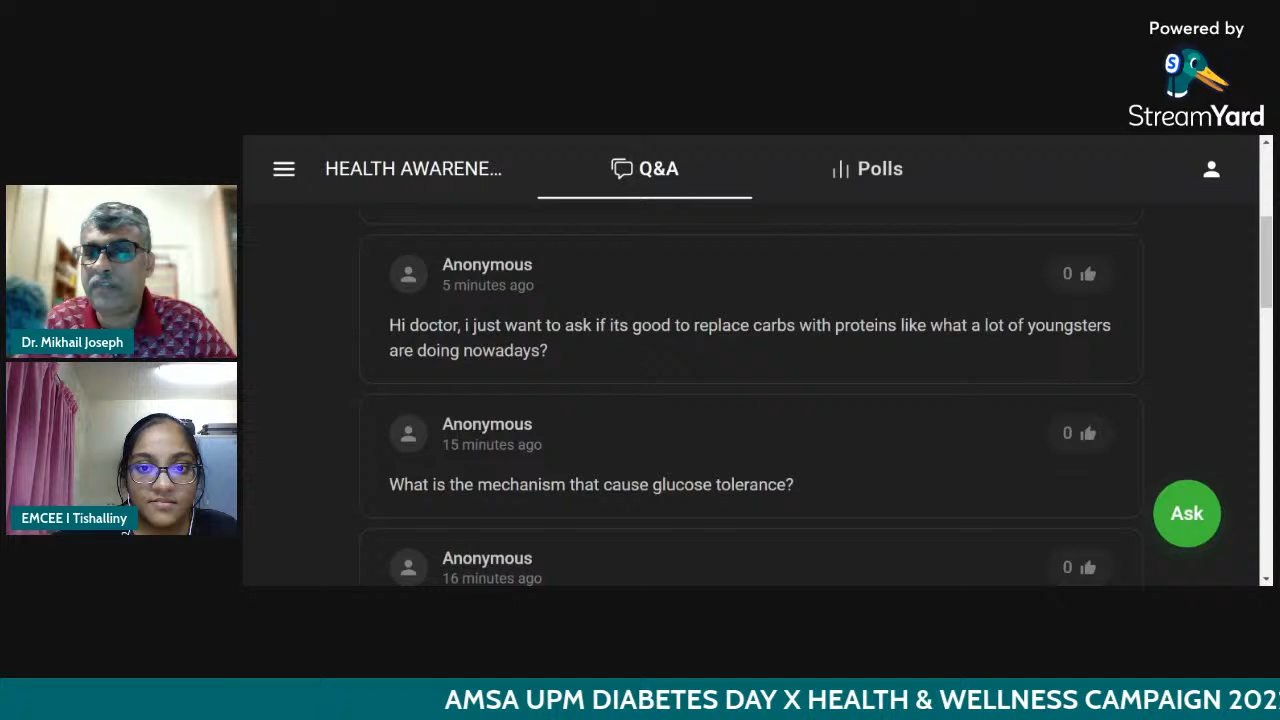 Powered by
StreamYard
HEALTH AWARENE...
Q&A
Polls
Anonymous
5 minutes ago
0
Hi doctor, i just want to ask if its good to replace carbs with proteins like what a lot of youngsters
are doing nowadays?
Anonymous
15 minutes ago
0
What is the mechanism that cause glucose tolerance?
Ask
Anonymous
16 minutes ago
0
Dr. Mikhail Joseph
EMCEE I Tishalliny
AMSA UPM DIABETES DAY X HEALTH & WELLNESS CAMPAIGN 202